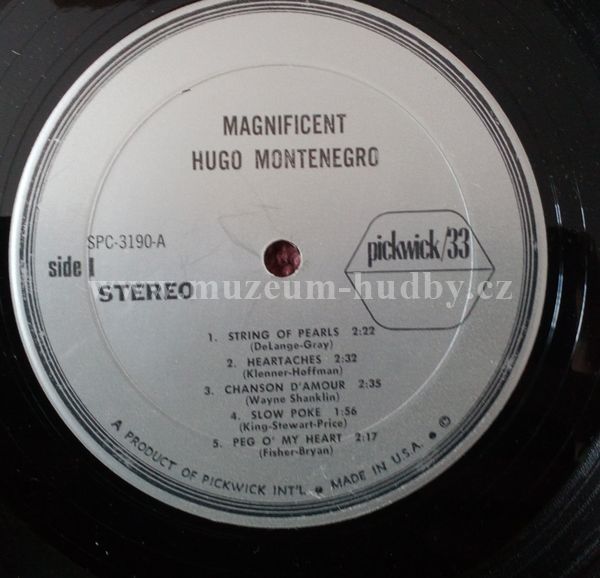 MAGNIFICENT
HUGO MONTENEGRO
SPC-3190-A
side 1
STEREO
pickwick/33
www.muzeum-hudby.cz
1. STRING OF PEARLS 2:22
(DeLange-Gray)
2. HEARTACHES 2:32
(Klenner-Hoffman)
3. CHANSON D'AMOUR 2:35
(Wayne Shanklin)
4. SLOW POKE 1:56
(King-Stewart-Price)
5. PEG O' MY HEART 2:17
(Fisher-Bryan)
A PRODUCT OF PICKWICK INT'L. • MADE IN U.S.A. • ©